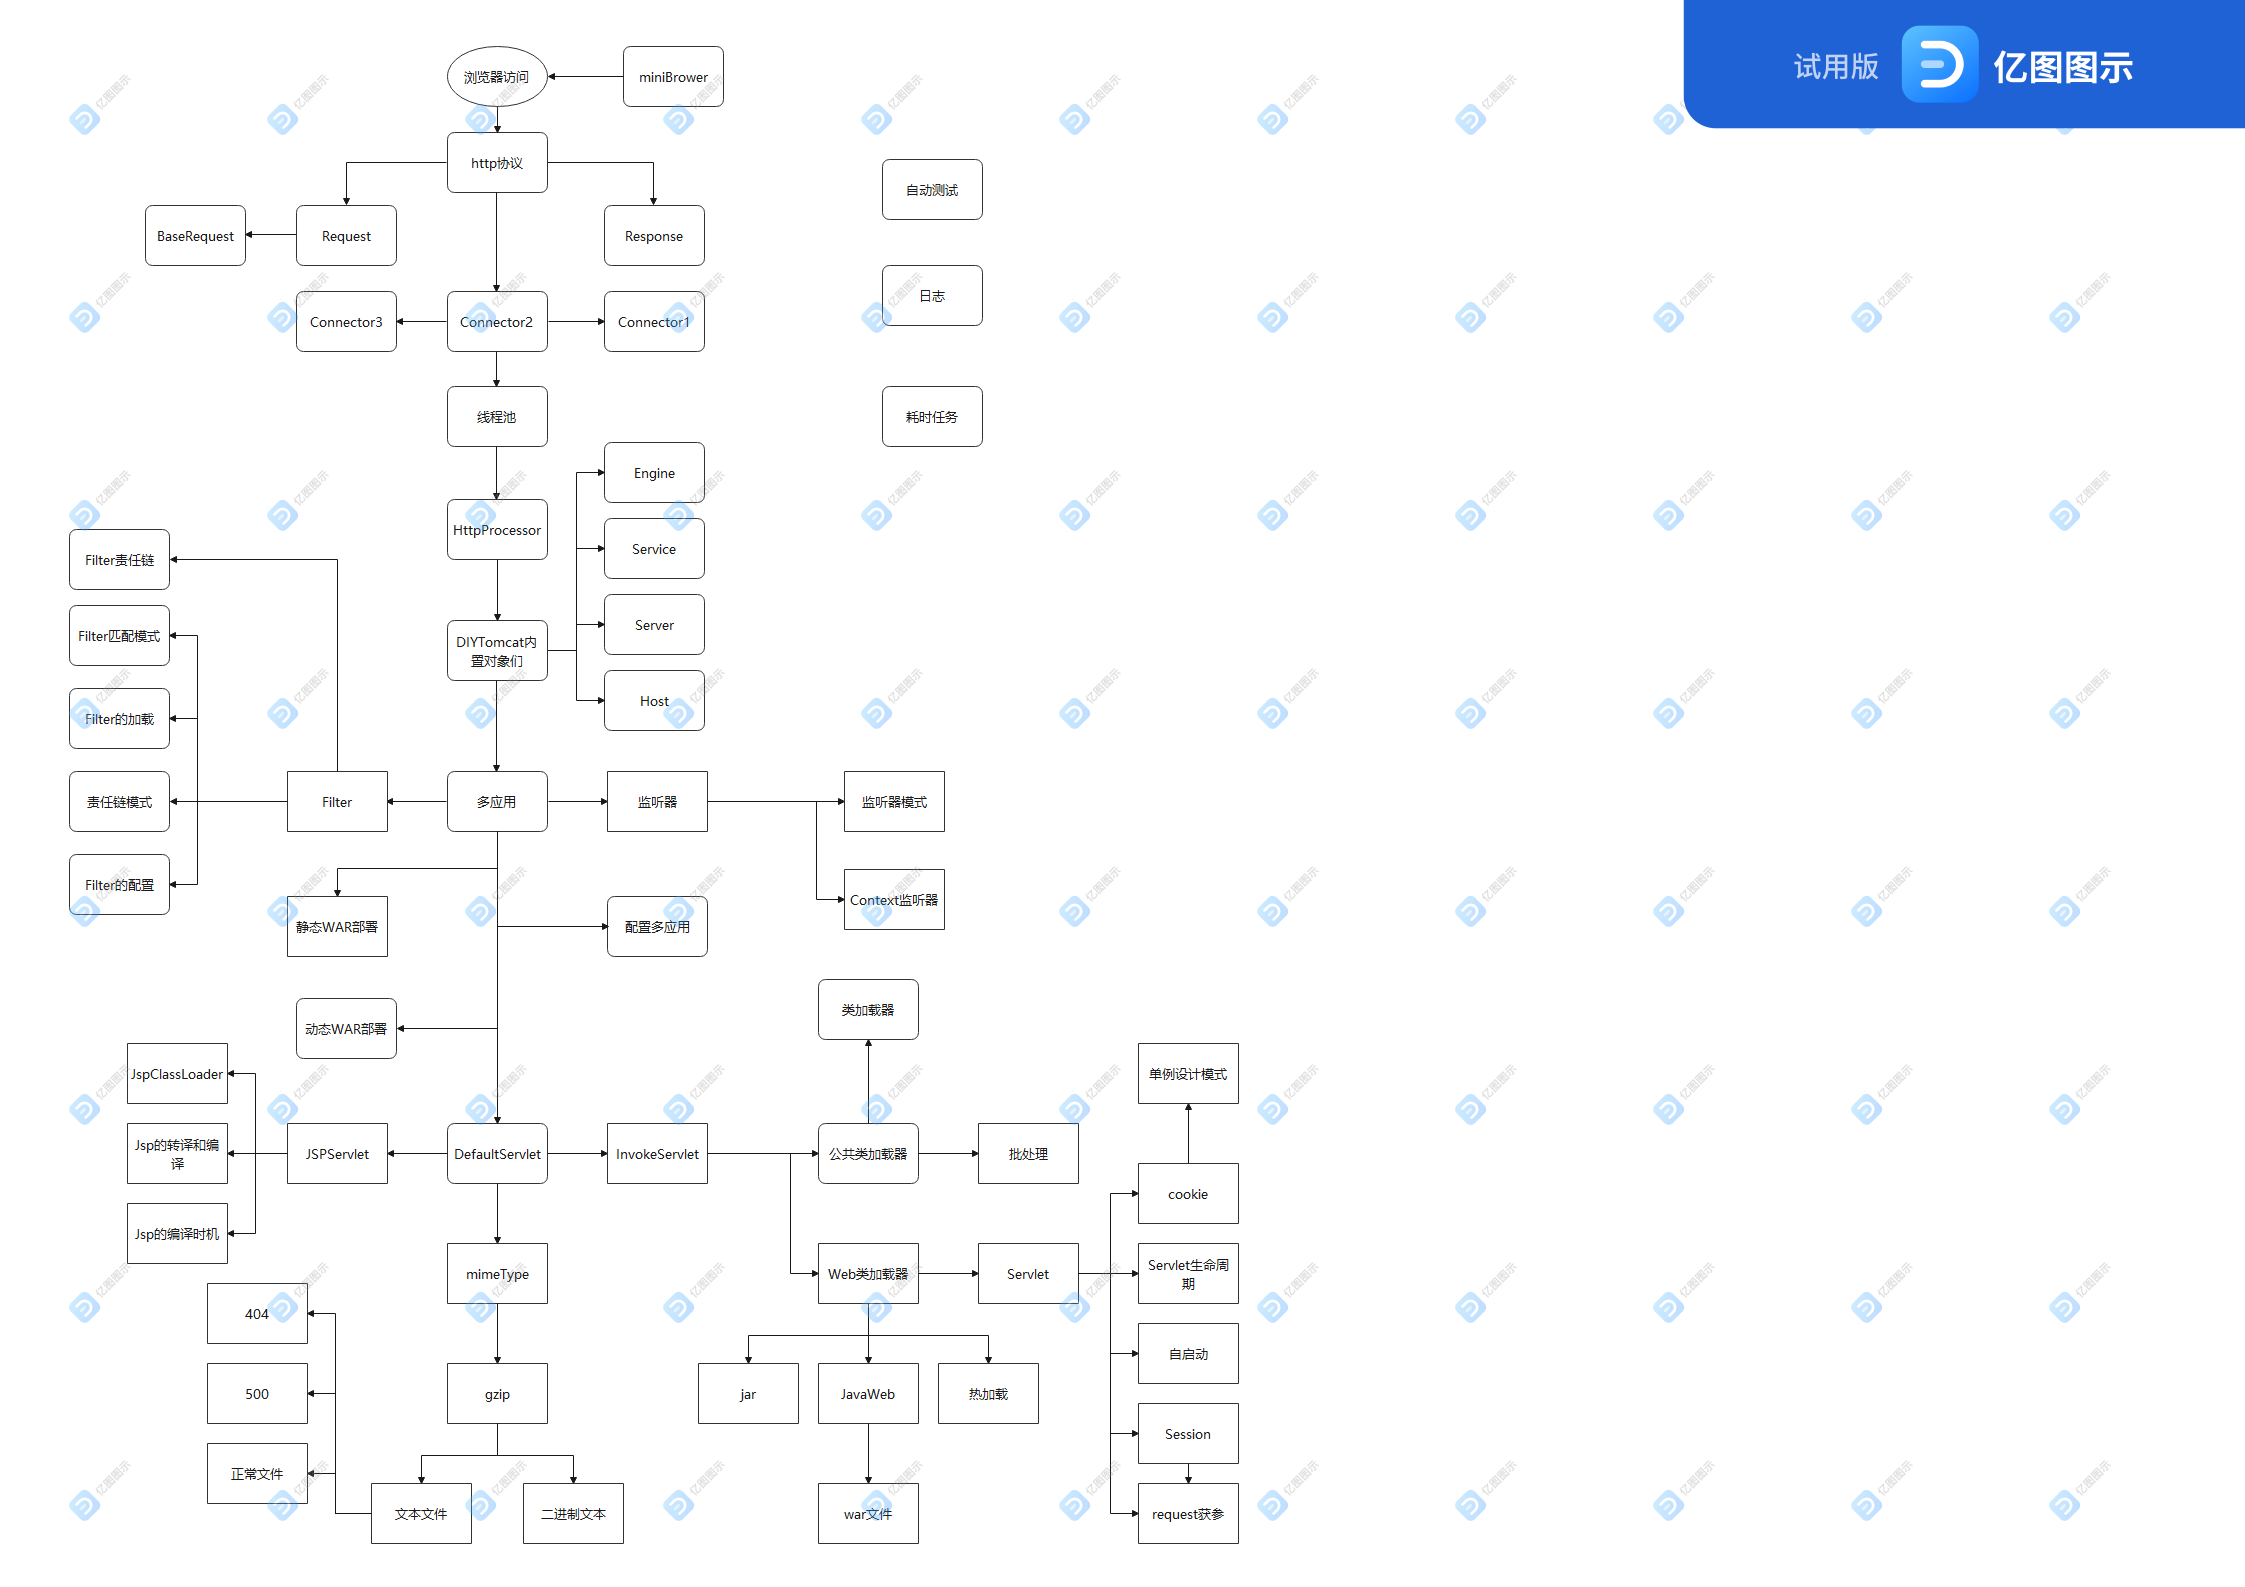 试用版
亿图图示
浏览器访问
miniBrower
http协议
自动测试
BaseRequest
Request
Response
日志
Connector3
Connector2
Connector1
线程池
耗时任务
Engine
HttpProcessor
Service
Filter责任链
Server
Filter匹配模式
DIYTomcat内
置对象们
Host
Filter的加载
责任链模式
Filter
多应用
监听器
监听器模式
Filter的配置
Context监听器
静态WAR部署
配置多应用
类加载器
动态WAR部署
JspClassLoader
单例设计模式
Jsp的转译和编
译
JSPServlet
DefaultServlet
InvokeServlet
公共类加载器
批处理
cookie
Jsp的编译时机
mimeType
Web类加载器
Servlet
Servlet生命周
期
404
自启动
500
gzip
jar
JavaWeb
热加载
Session
正常文件
文本文件
二进制文本
war文件
request获参